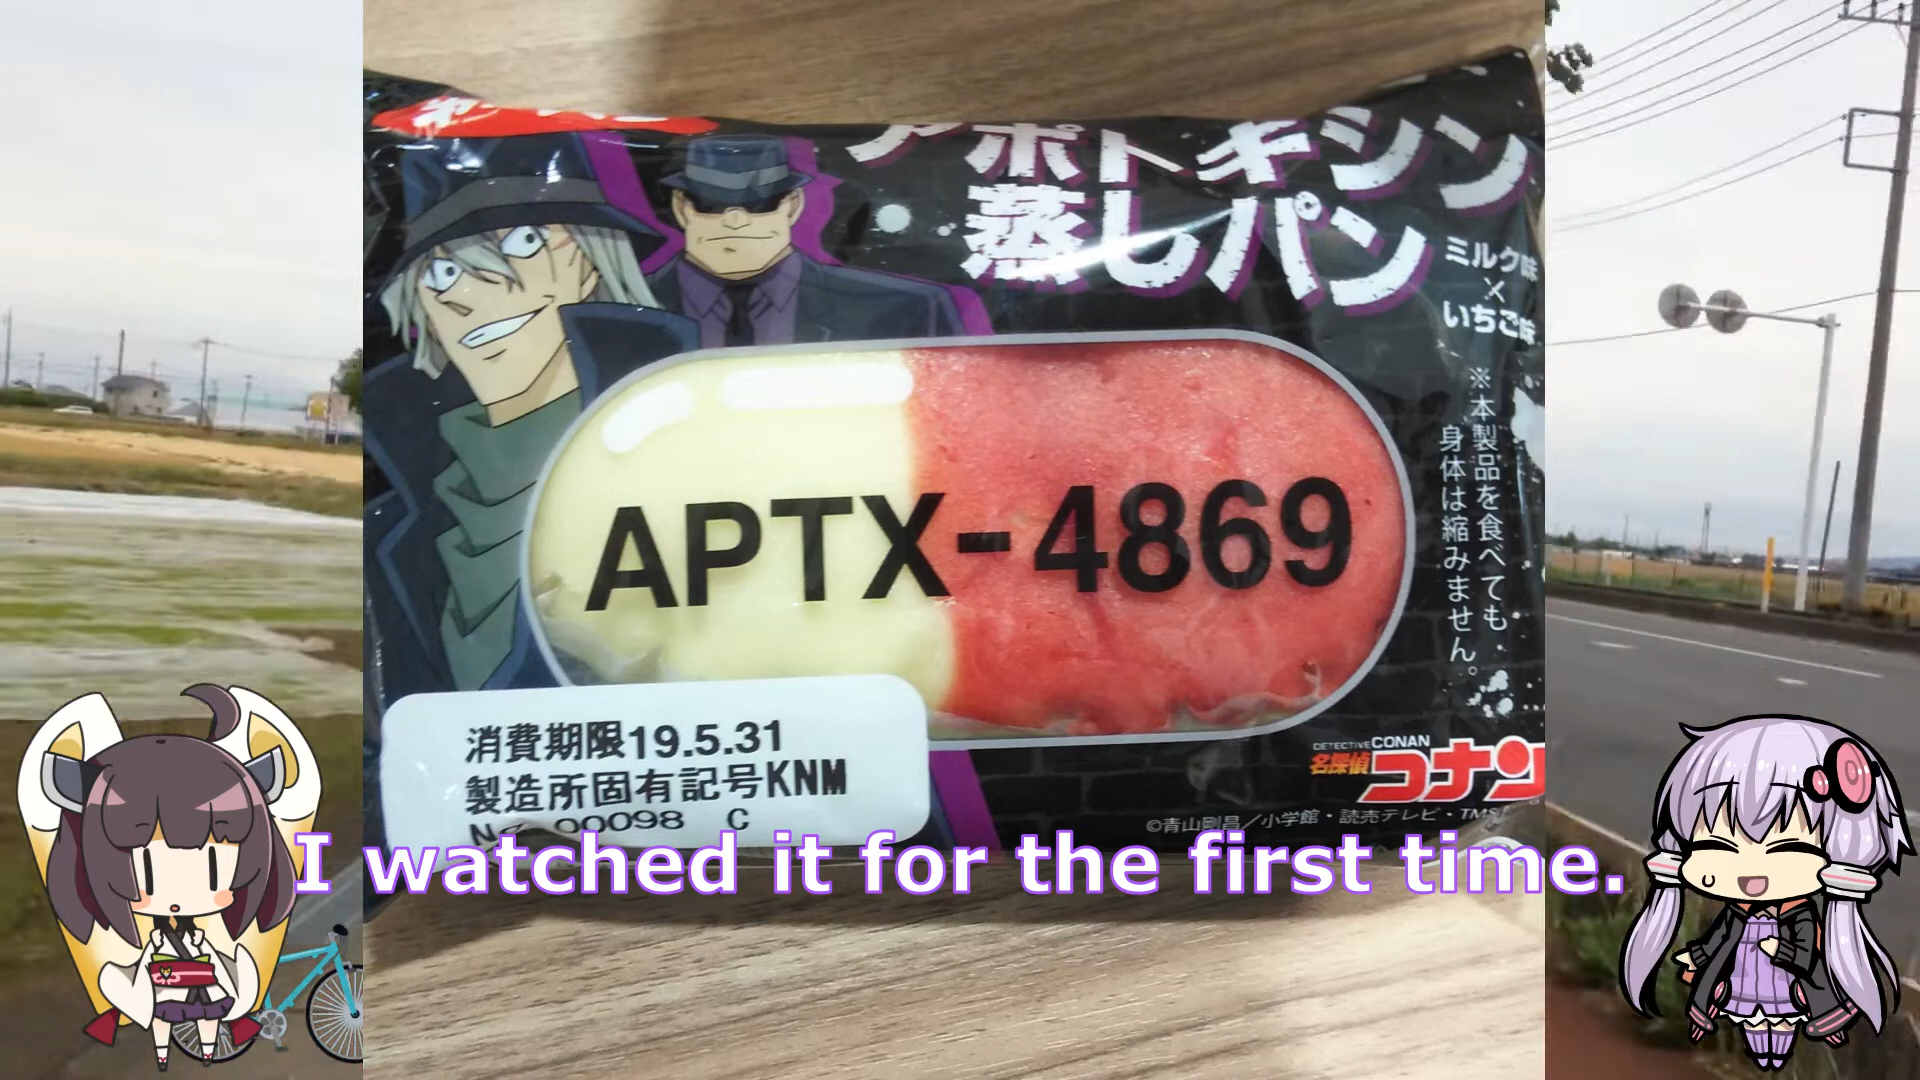 アポトキシン
蒸しパン
ミルク味
×
いちご味
※本製品を食べても
身体は縮みません。
APTX-4869
消費期限19.5.31
製造所固有記号KNM
00098 C
DETECTIVE CONAN
名探偵
コナン
©青山剛昌/小学館・読売テレビ・TMS
I watched it for the first time.